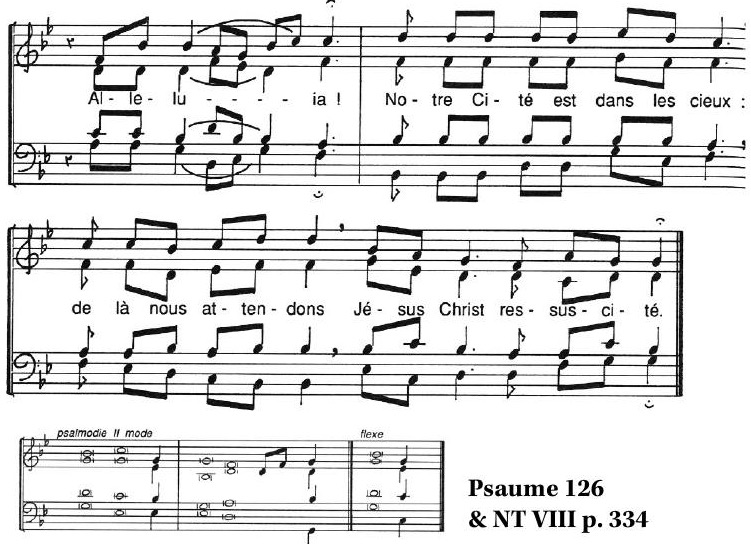 Al - le - lu - - - - ia ! No - tre Ci - té est dans les cieux :
de là nous at - ten - dons Jé - sus Christ res - sus - ci - té.
psalmodie II mode flexe
Psaume 126
& NT VIII p. 334